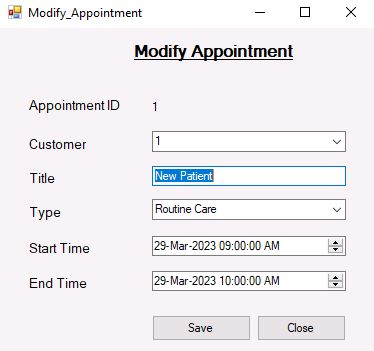 Modify_Appointment
Modify Appointment
Appointment ID 1
Customer 1
Title New Patient
Type Routine Care
Start Time 29-Mar-2023 09:00:00 AM
End Time 29-Mar-2023 10:00:00 AM
Save Close